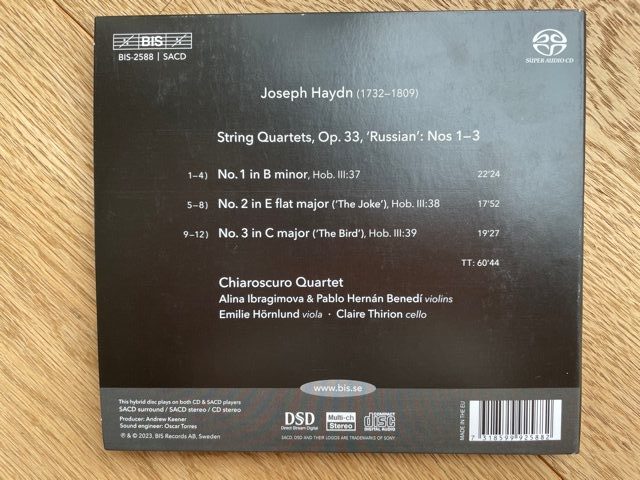 BIS
BIS-2588 | SACD
SUPER AUDIO CD
Joseph Haydn (1732–1809)
String Quartets, Op. 33, ‘Russian’: Nos 1–3
1–4) No. 1 in B minor, Hob. III:37 22'24
5–8) No. 2 in E flat major (‘The Joke’), Hob. III:38 17'52
9–12) No. 3 in C major (‘The Bird’), Hob. III:39 19'27
TT: 60'44
Chiaroscuro Quartet
Alina Ibragimova & Pablo Hernán Benedí violins
Emilie Hörnlund viola · Claire Thirion cello
www.bis.se
This hybrid disc plays on both CD & SACD players
SACD surround / SACD stereo / CD stereo
Producer: Andrew Keener
Sound engineer: Oscar Torres
℗ & © 2023, BIS Records AB, Sweden
DSD
Direct Stream Digital
Multi-ch
Stereo
COMPACT
disc
DIGITAL AUDIO
SACD, DSD AND THEIR LOGOS ARE TRADEMARKS OF SONY
MADE IN THE EU
7 318599 925882